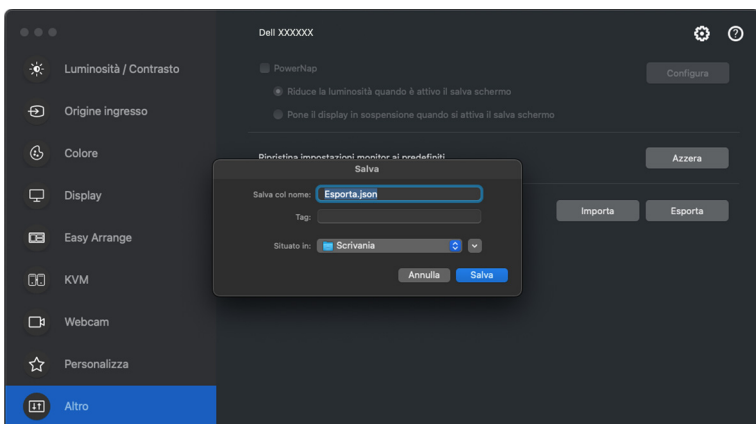 Dell XXXXXX
Luminosità / Contrasto
Origine ingresso
Colore
Display
Easy Arrange
KVM
Webcam
Personalizza
Altro
PowerNap
Configura
Riduce la luminosità quando è attivo il salva schermo
Pone il display in sospensione quando si attiva il salva schermo
Ripristina impostazioni monitor ai predefiniti
Azzera
Importa
Esporta
Salva
Salva col nome: Esporta.json
Tag:
Situato in: Scrivania
Annulla
Salva